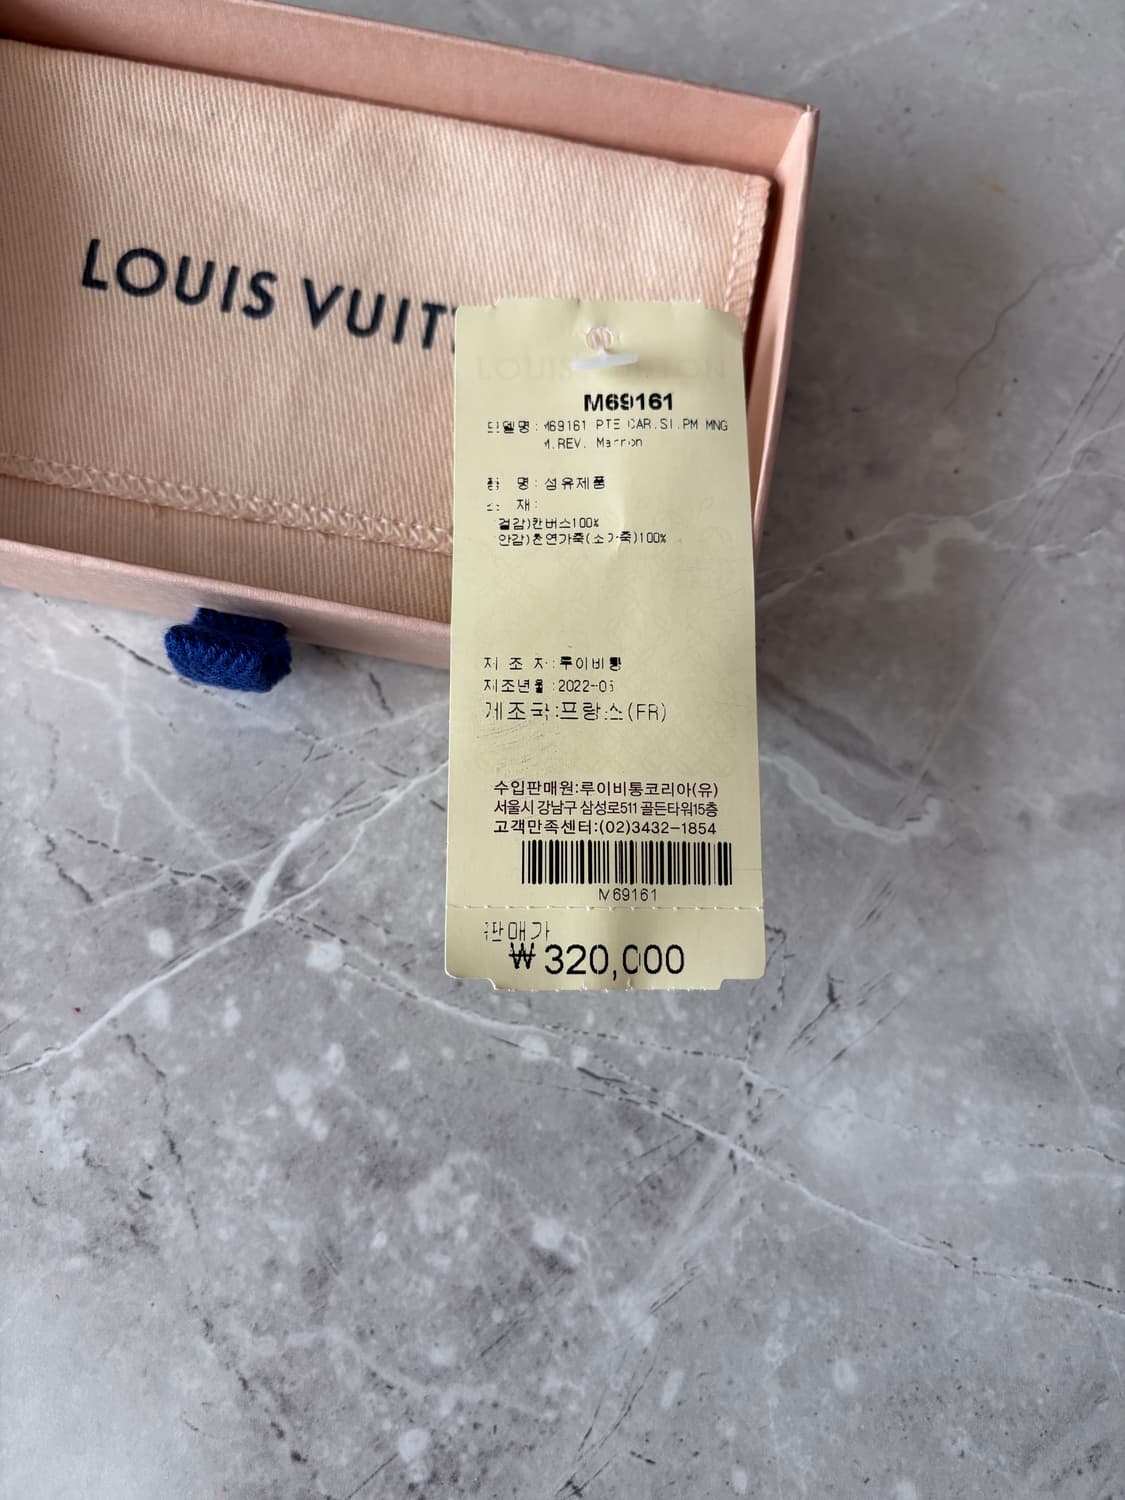 LOUIS VUIT
LOUIS VUITTON
M69161
모델명: M69161 PTE CAR.SI.PM MNG
M.REV. Marron
품 명: 섬유제품
소 재:
겉감)칸버스100%
안감)천연가죽(소가죽)100%
제 조 자:루이비통
제조년월:2022-05
제조국:프랑스(FR)
수입판매원:루이비통코리아(유)
서울시 강남구 삼성로511 골든타워15층
고객만족센터:(02)3432-1854
M69161
판매가
₩320,000